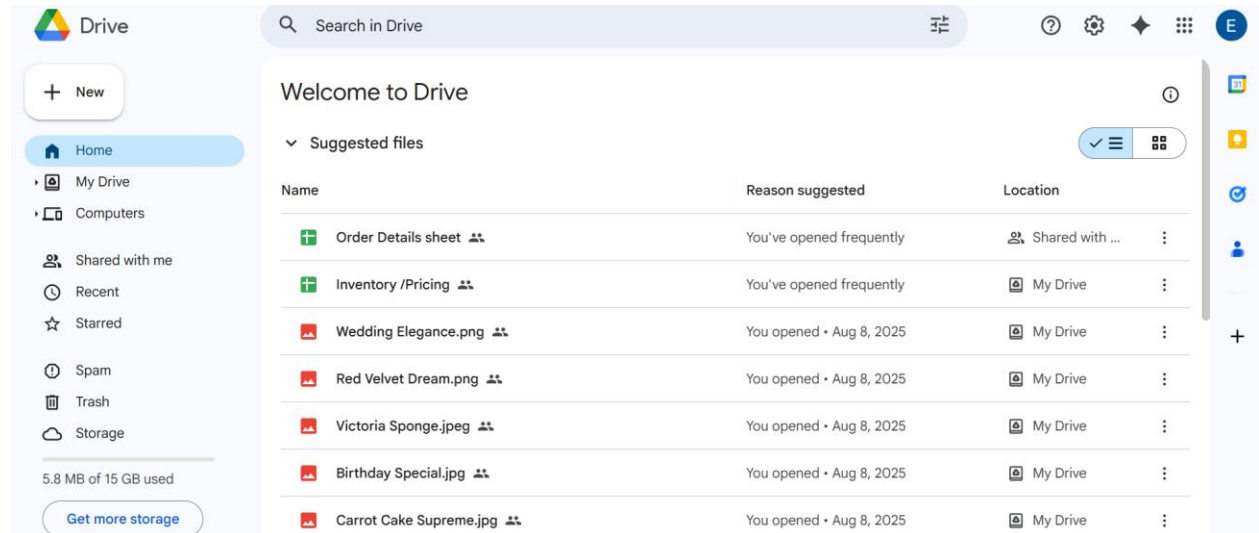 Drive
Search in Drive
E
New
Welcome to Drive
31
Home
Suggested files
My Drive
Computers
Name Reason suggested Location
Order Details sheet You've opened frequently Shared with ...
Shared with me
Inventory /Pricing You've opened frequently My Drive
Recent
Starred
Wedding Elegance.png You opened • Aug 8, 2025 My Drive
Spam
Red Velvet Dream.png You opened • Aug 8, 2025 My Drive
Trash
Storage
Victoria Sponge.jpeg You opened • Aug 8, 2025 My Drive
5.8 MB of 15 GB used
Birthday Special.jpg You opened • Aug 8, 2025 My Drive
Get more storage
Carrot Cake Supreme.jpg You opened • Aug 8, 2025 My Drive